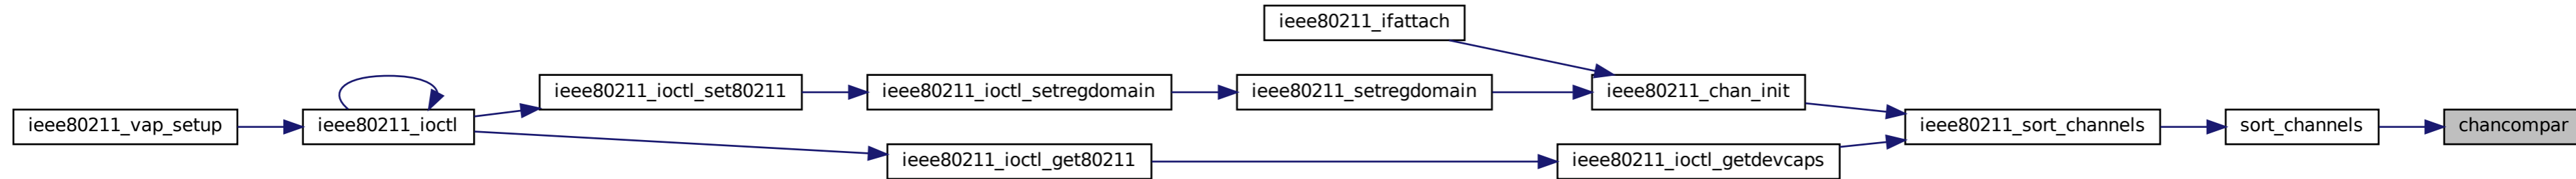 ieee80211_ifattach
ieee80211_ioctl_set80211
ieee80211_ioctl_setregdomain
ieee80211_setregdomain
ieee80211_chan_init
ieee80211_vap_setup
ieee80211_ioctl
ieee80211_sort_channels
sort_channels
chancompar
ieee80211_ioctl_get80211
ieee80211_ioctl_getdevcaps